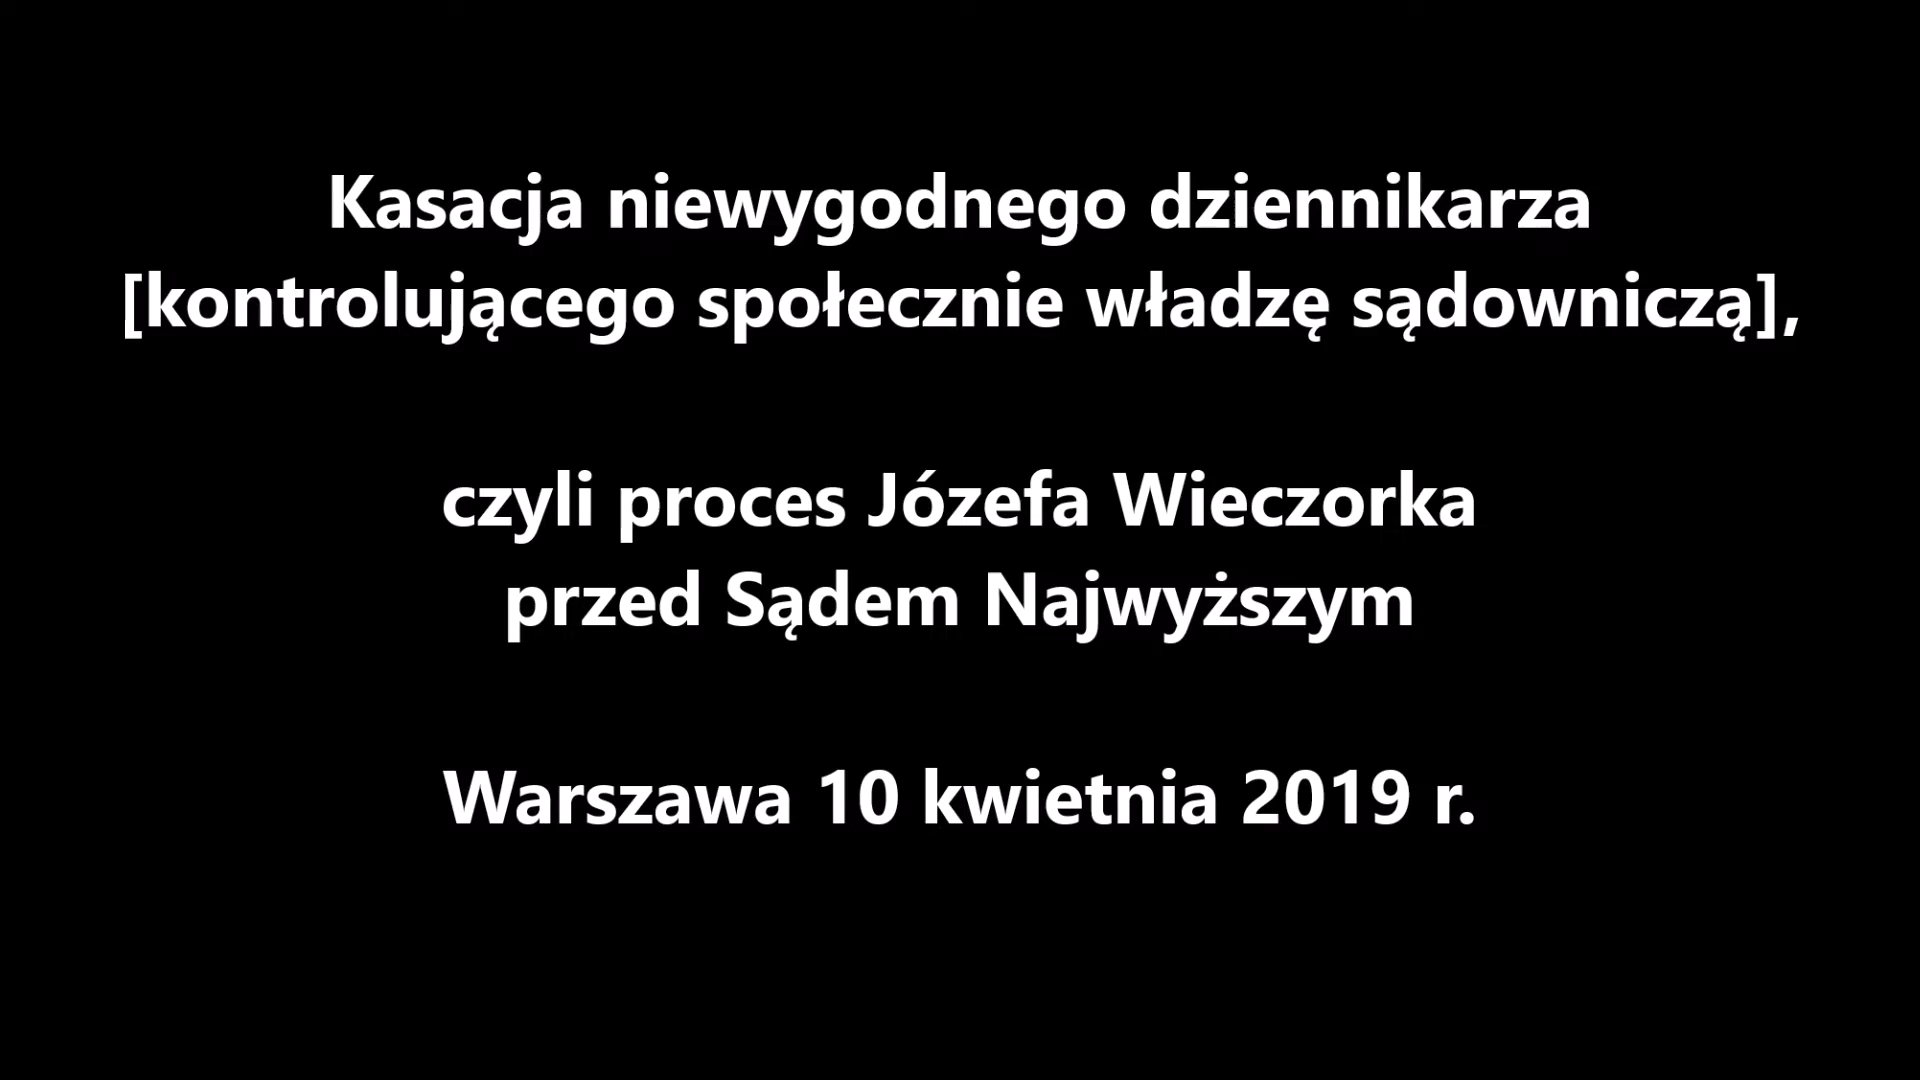 Kasacja niewygodnego dziennikarza
[kontrolującego społecznie władzę sądowniczą],
czyli proces Józefa Wieczorka
przed Sądem Najwyższym
Warszawa 10 kwietnia 2019 r.